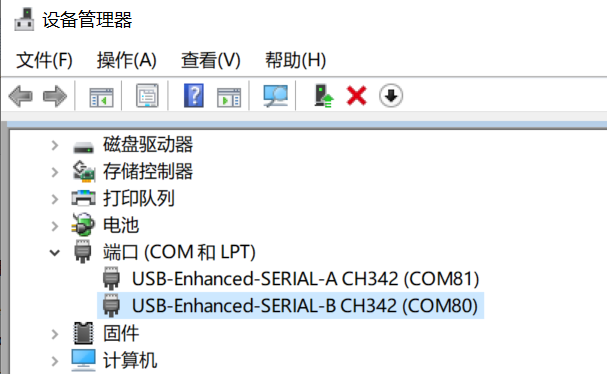 设备管理器
文件(F) 操作(A) 查看(V) 帮助(H)
磁盘驱动器
存储控制器
打印队列
电池
端口 (COM 和 LPT)
USB-Enhanced-SERIAL-A CH342 (COM81)
USB-Enhanced-SERIAL-B CH342 (COM80)
固件
计算机